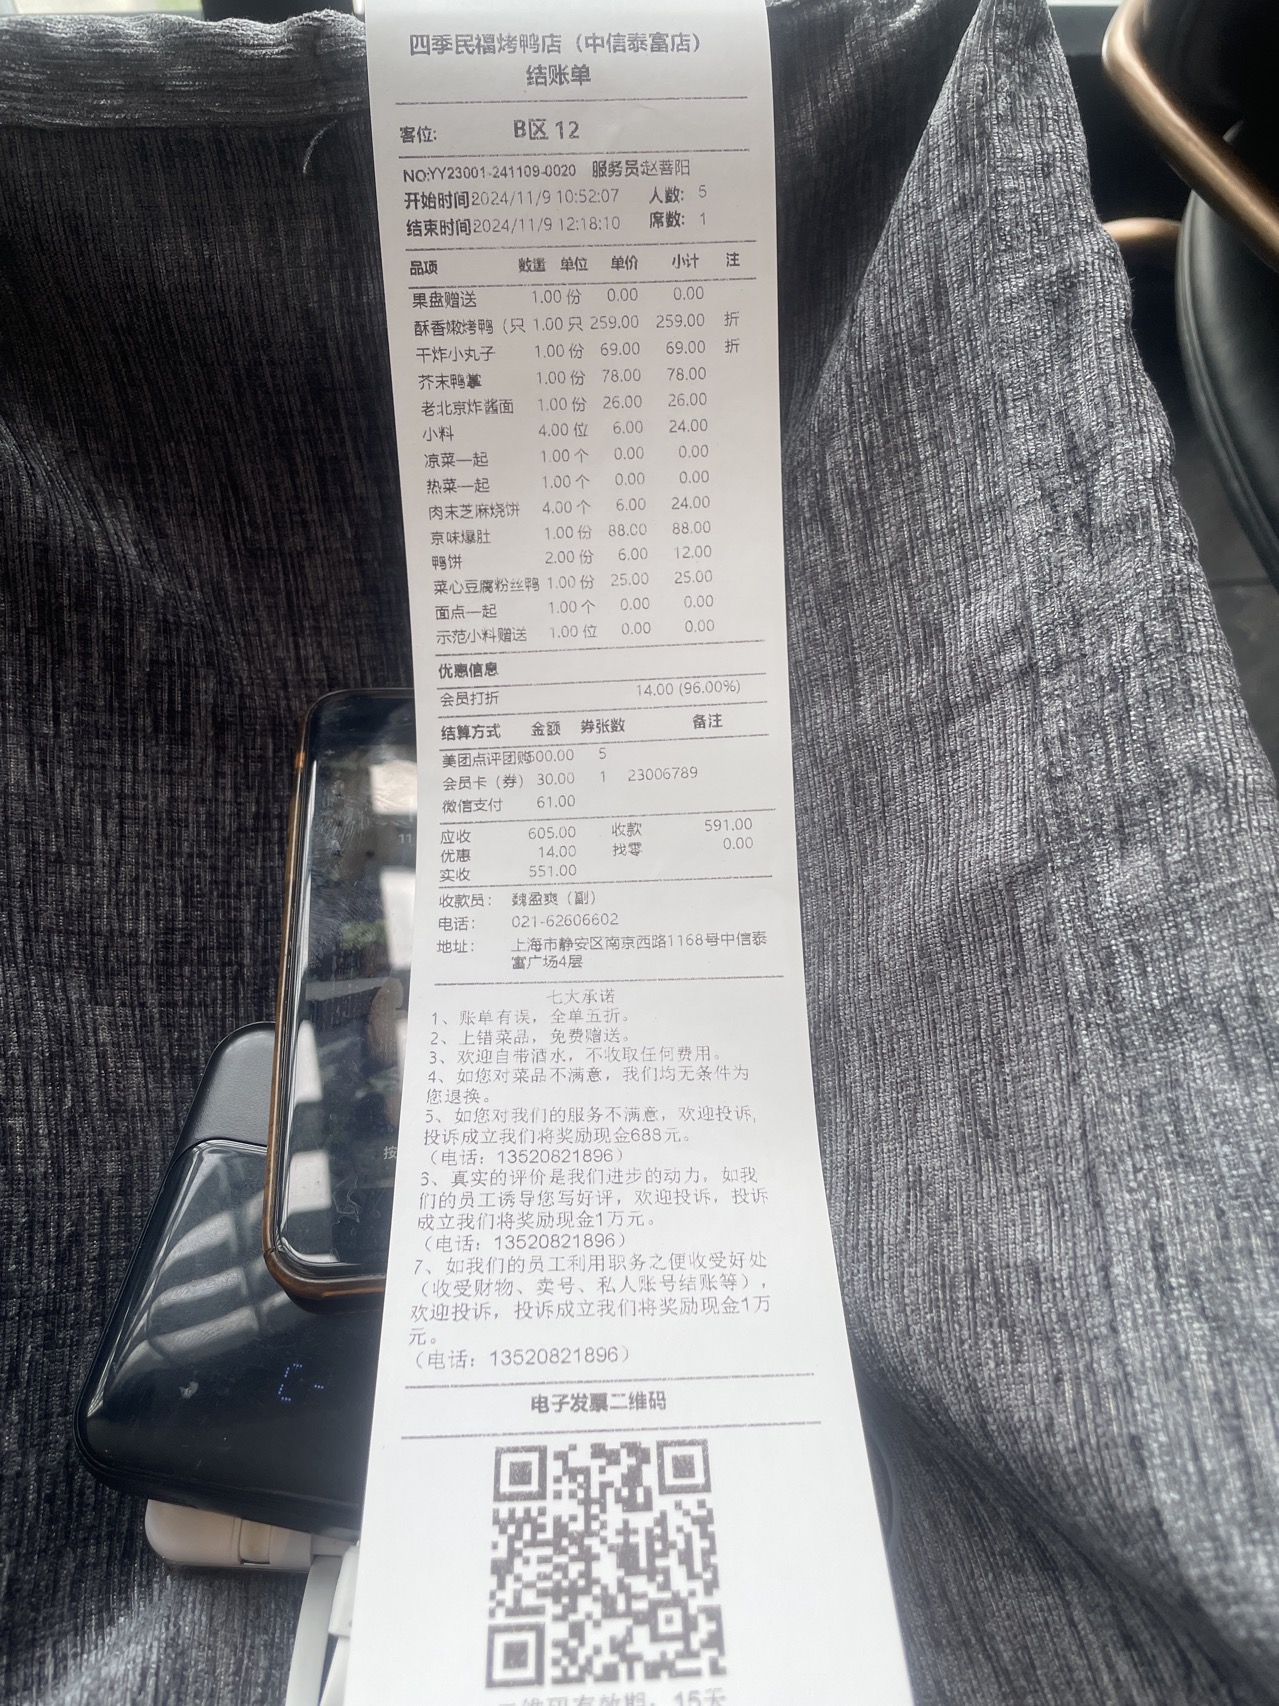 四季民福烤鸭店（中信泰富店）
结账单
客位: B区 12
NO:YY23001-241109-0020 服务员:赵蓉阳
开始时间2024/11/9 10:52:07 人数: 5
结束时间2024/11/9 12:18:10 席数: 1
品项 数量 单位 单价 小计 注
果盘赠送 1.00 份 0.00 0.00
酥香嫩烤鸭（只 1.00 只 259.00 259.00 折
干炸小丸子 1.00 份 69.00 69.00 折
芥末鸭掌 1.00 份 78.00 78.00
老北京炸酱面 1.00 份 26.00 26.00
小料 4.00 位 6.00 24.00
凉菜一起 1.00 个 0.00 0.00
热菜一起 1.00 个 0.00 0.00
肉末芝麻烧饼 4.00 个 6.00 24.00
京味爆肚 1.00 份 88.00 88.00
鸭饼 2.00 份 6.00 12.00
菜心豆腐粉丝鸭 1.00 份 25.00 25.00
面点一起 1.00 个 0.00 0.00
示范小料赠送 1.00 位 0.00 0.00
优惠信息
会员打折 14.00 (96.00%)
结算方式 金额 券张数 备注
美团点评团购500.00 5
会员卡（券） 30.00 1 23006789
微信支付 61.00
应收 605.00 收款 591.00
优惠 14.00 找零 0.00
实收 551.00
收款员: 魏盈爽（副）
电话: 021-62606602
地址: 上海市静安区南京西路1168号中信泰
富广场4层
七大承诺
1、账单有误，全单五折。
2、上错菜品，免费赠送。
3、欢迎自带酒水，不收取任何费用。
4、如您对菜品不满意，我们均无条件为
您退换。
5、如您对我们的服务不满意，欢迎投诉，
投诉成立我们将奖励现金688元。
（电话：13520821896）
3、真实的评价是我们进步的动力，如我
们的员工诱导您写好评，欢迎投诉，投诉
成立我们将奖励现金1万元。
（电话：13520821896）
7、如我们的员工利用职务之便收受好处
（收受财物、卖号、私人账号结账等），
欢迎投诉，投诉成立我们将奖励现金1万
元。
（电话：13520821896）
电子发票二维码
二维码有效期：15天